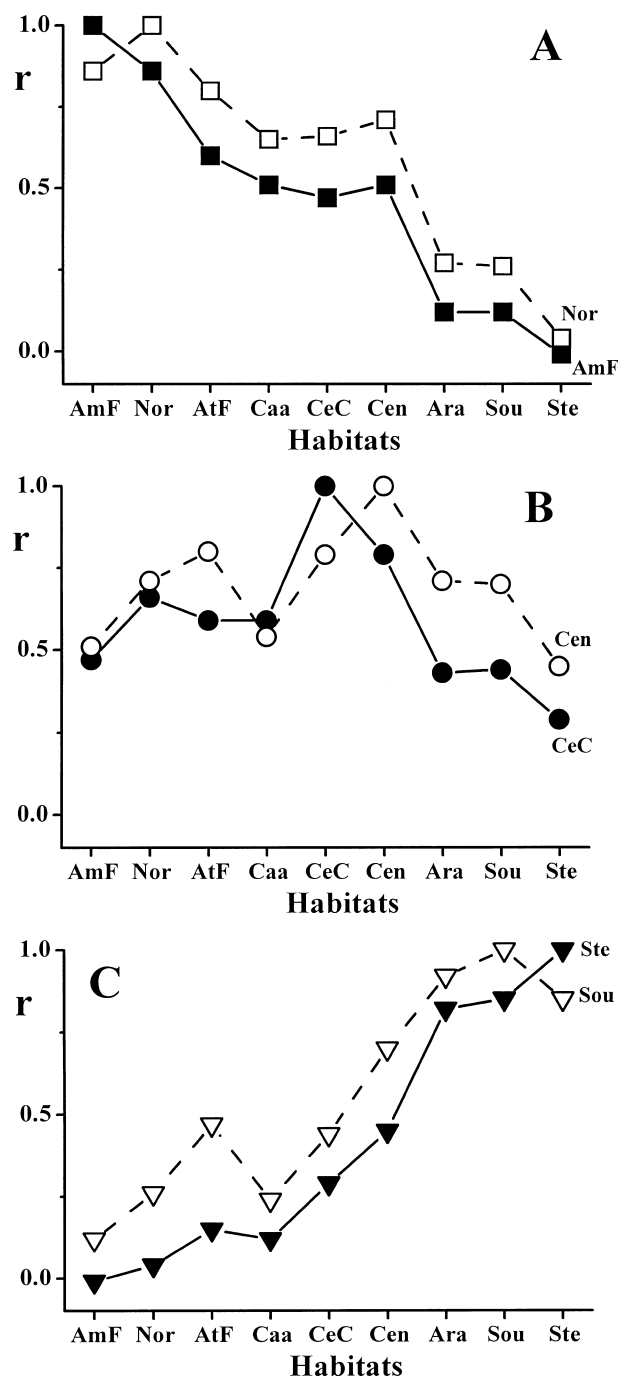 1.0
A
r
0.5
Nor
0.0
AmF
AmF Nor AtF Caa CeC Cen Ara Sou Ste
Habitats
1.0
B
r
0.5
Cen
CeC
0.0
AmF Nor AtF Caa CeC Cen Ara Sou Ste
Habitats
1.0
Ste
C
r
Sou
0.5
0.0
AmF Nor AtF Caa CeC Cen Ara Sou Ste
Habitats